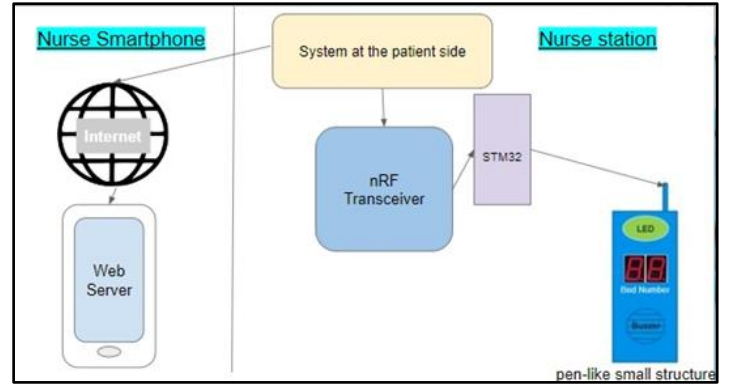 Nurse Smartphone
System at the patient side
Nurse station
Internet
STM32
nRF
Transceiver
LED
88
Bed Number
Buzzer
Web
Server
pen-like small structure